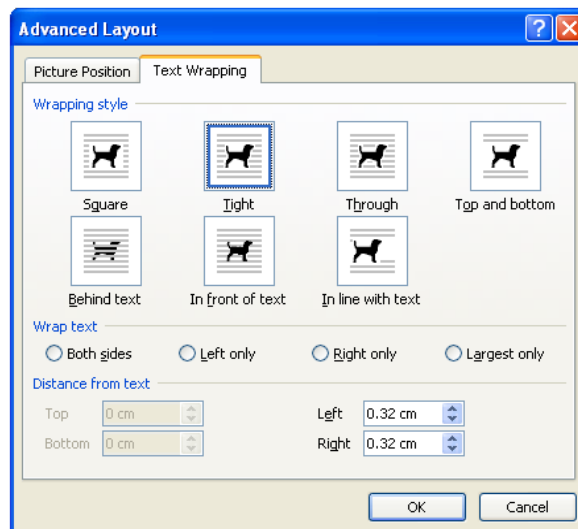 Advanced Layout
Picture Position Text Wrapping
Wrapping style
Square Tight Through Top and bottom
Behind text In front of text In line with text
Wrap text
Both sides Left only Right only Largest only
Distance from text
Top 0 cm Left 0.32 cm
Bottom 0 cm Right 0.32 cm
OK Cancel